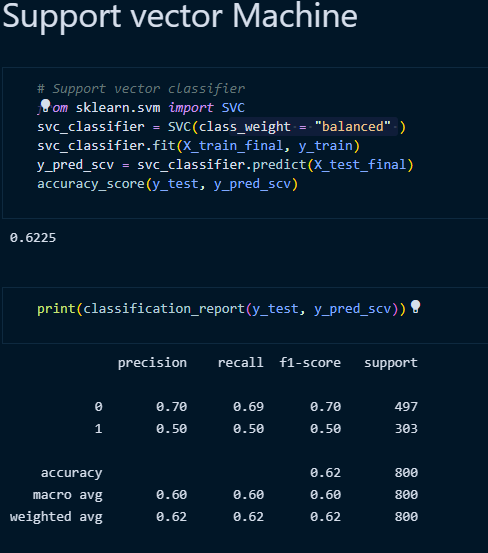 Support vector Machine
# Support vector classifier
from sklearn.svm import SVC
svc_classifier = SVC(class_weight = "balanced" )
svc_classifier.fit(X_train_final, y_train)
y_pred_scv = svc_classifier.predict(X_test_final)
accuracy_score(y_test, y_pred_scv)
0.6225
print(classification_report(y_test, y_pred_scv))
precision recall f1-score support
0 0.70 0.69 0.70 497
1 0.50 0.50 0.50 303
accuracy 0.62 800
macro avg 0.60 0.60 0.60 800
weighted avg 0.62 0.62 0.62 800